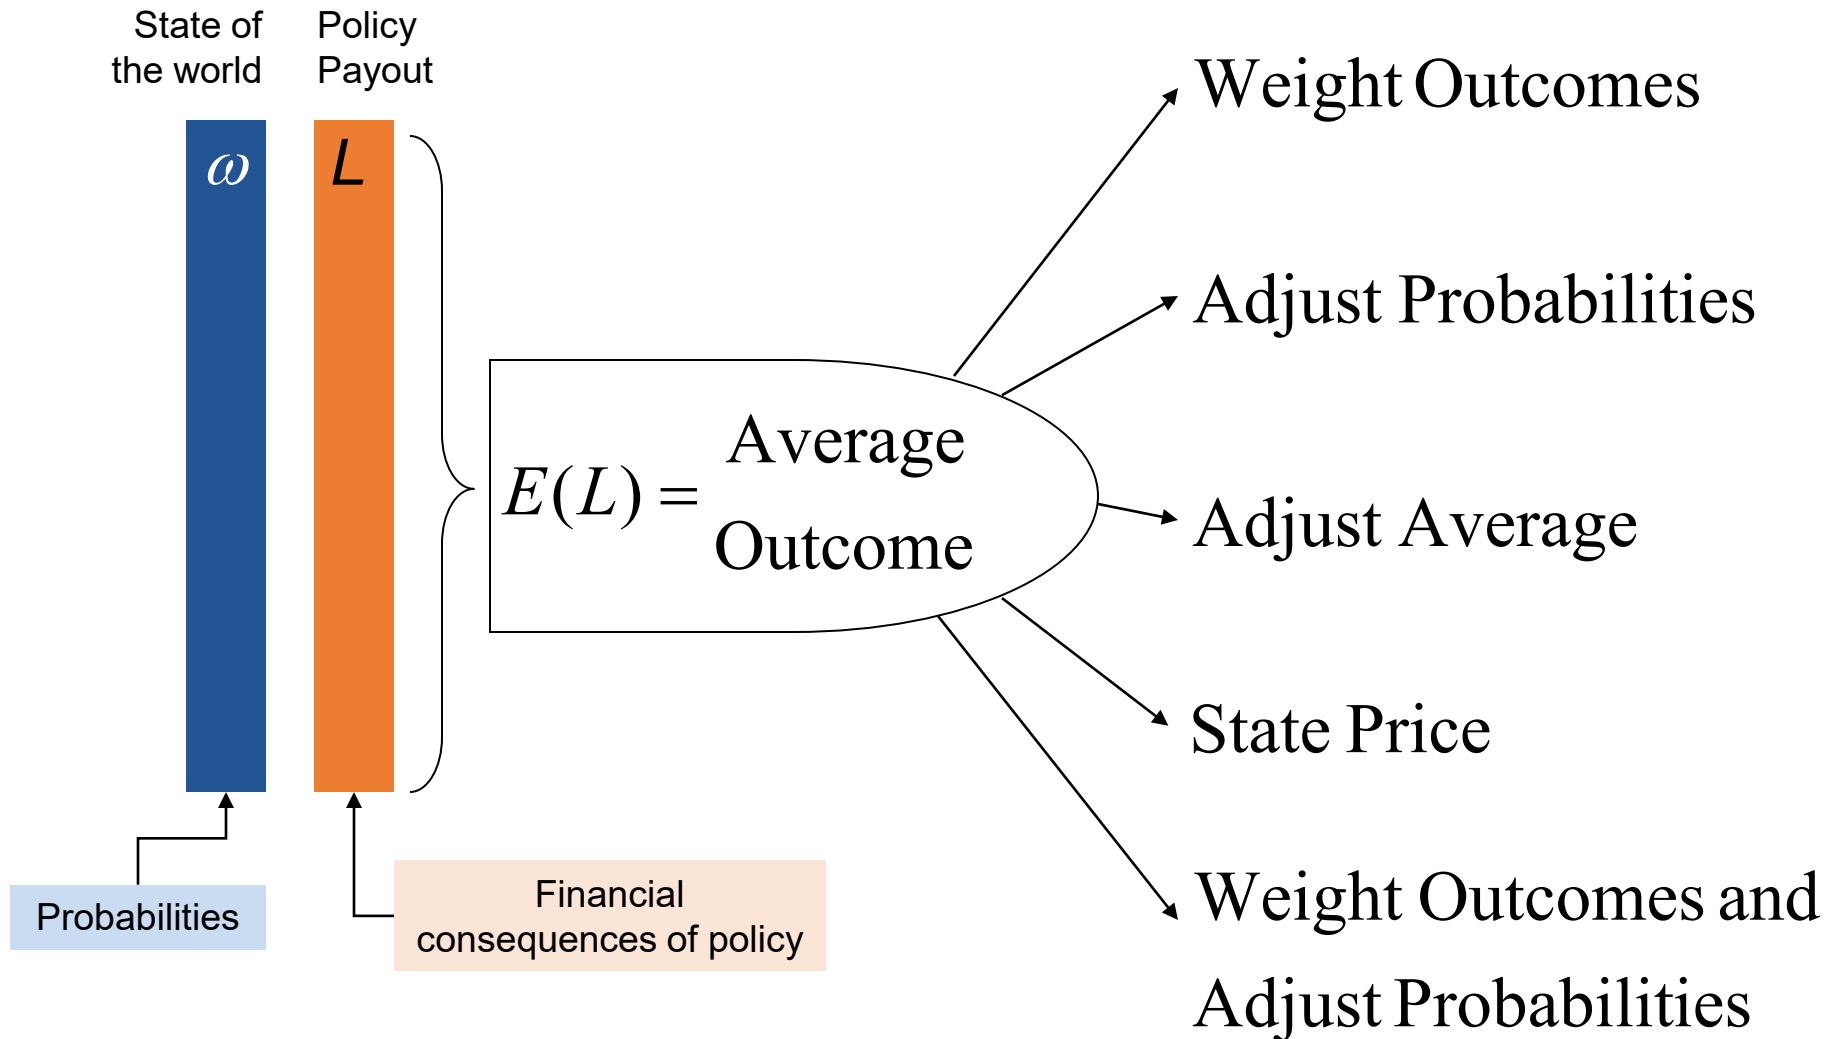 State of
the world
Policy
Payout
ω
L
E(L) =
Average
Outcome
Weight Outcomes
Adjust Probabilities
Adjust Average
State Price
Weight Outcomes and
Adjust Probabilities
Probabilities
Financial
consequences of policy